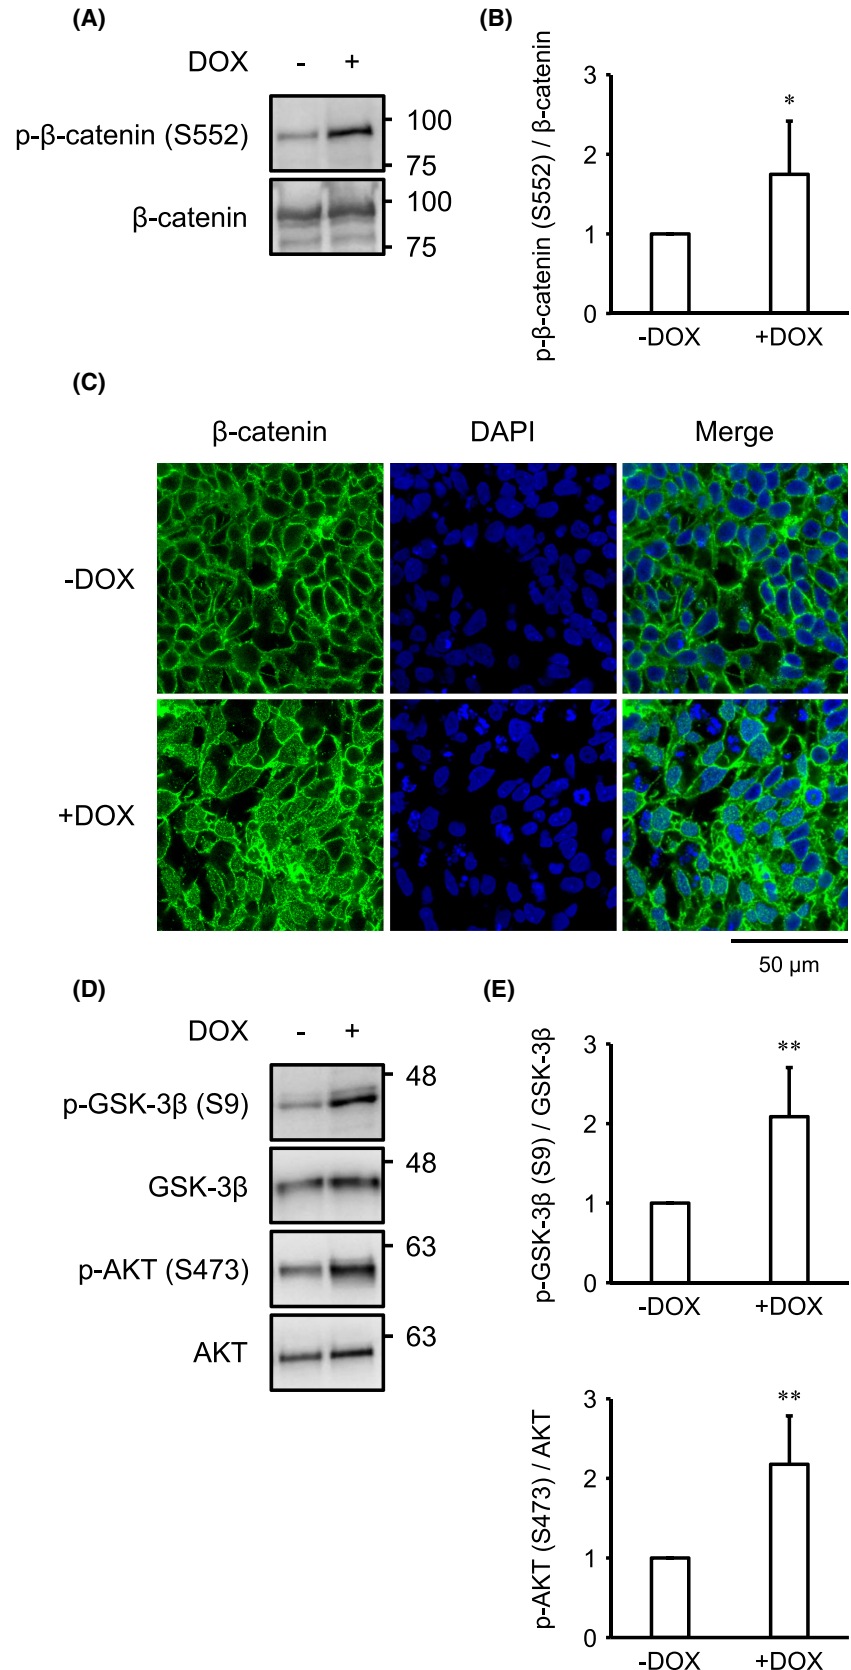 (A)
DOX - +
p-β-catenin (S552)
100
75
β-catenin
100
75
(B)
p-β-catenin (S552) / β-catenin
3
2
1
0
*
-DOX +DOX
(C)
β-catenin DAPI Merge
-DOX
+DOX
50 μm
(D)
DOX - +
p-GSK-3β (S9)
48
GSK-3β
48
p-AKT (S473)
63
AKT
63
(E)
p-GSK-3β (S9) / GSK-3β
3
2
1
0
**
-DOX +DOX
p-AKT (S473) / AKT
3
2
1
0
**
-DOX +DOX